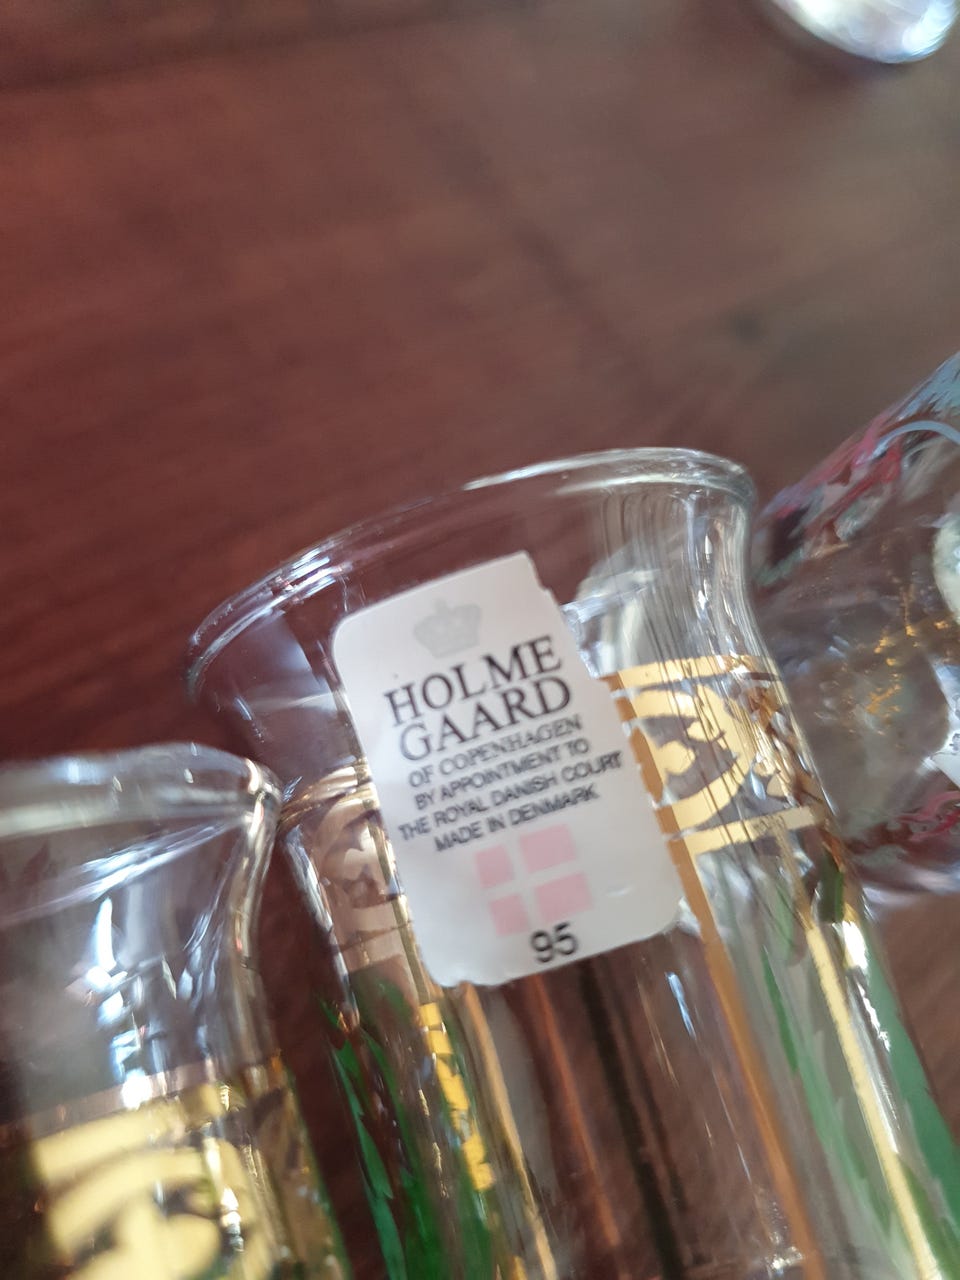 HOLME
GAARD
OF COPENHAGEN
BY APPOINTMENT TO
THE ROYAL DANISH COURT
MADE IN DENMARK
95